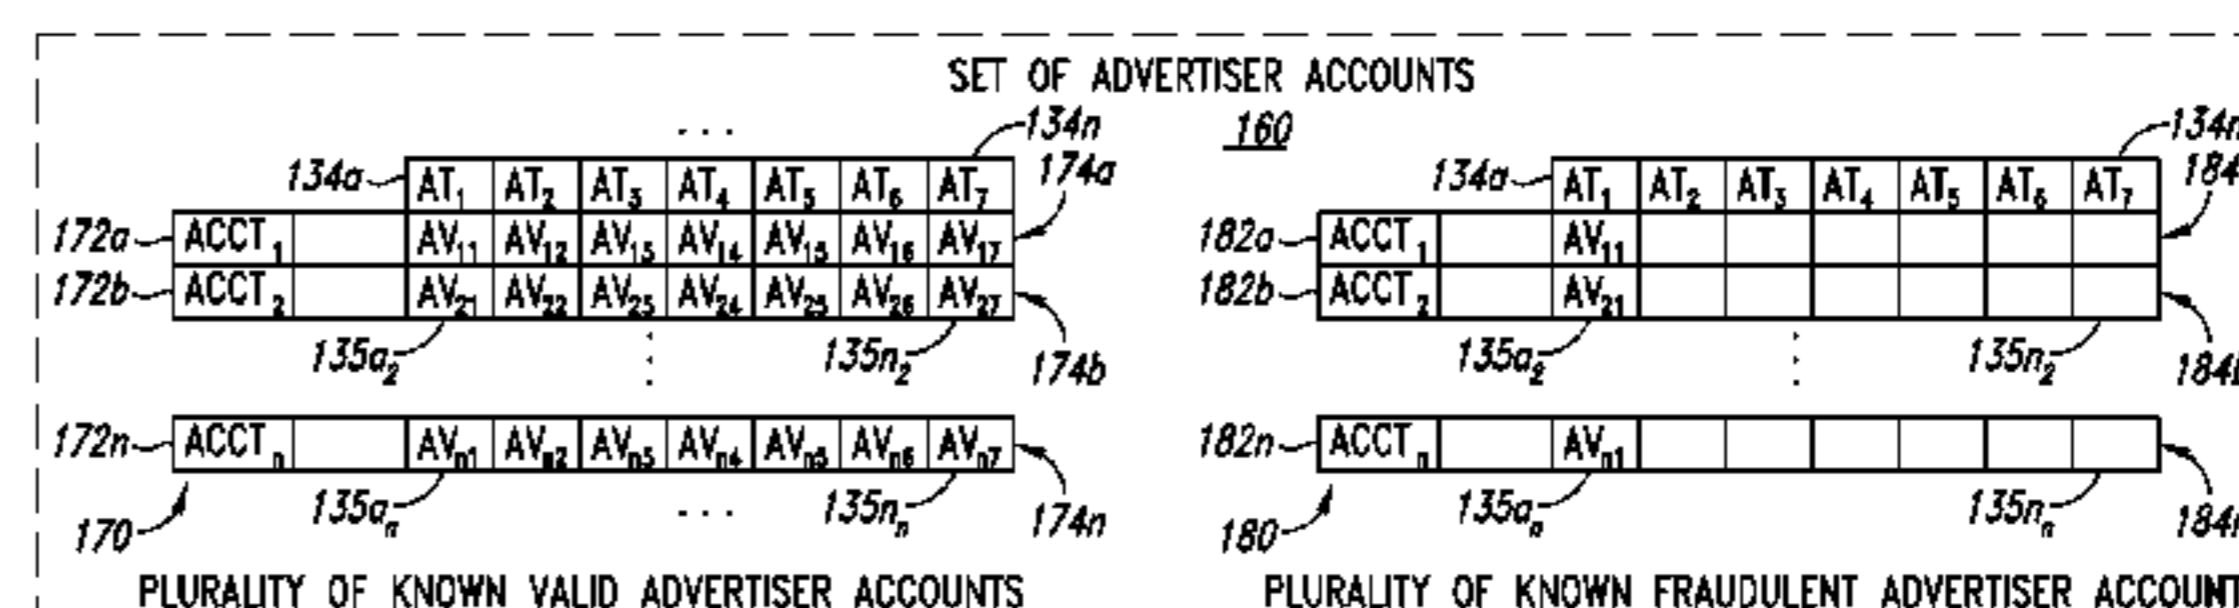 SET OF ADVERTISER ACCOUNTS
160
... 134n 134n
134a AT1 AT2 AT3 AT4 AT5 AT6 AT7 174a 134a AT1 AT2 AT3 AT4 AT5 AT6 AT7 184
172a ACCT1 AV11 AV12 AV13 AV14 AV15 AV16 AV17 182a ACCT1 AV11
172b ACCT2 AV21 AV22 AV23 AV24 AV25 AV26 AV27 182b ACCT2 AV21
135a2 135n2 174b 135a2 135n2 184b
172n ACCTn AVn1 AVn2 AVn3 AVn4 AVn5 AVn6 AVn7 182n ACCTn AVn1
170 135an ... 135nn 174n 180 135an 135nn 184n
PLURALITY OF KNOWN VALID ADVERTISER ACCOUNTS PLURALITY OF KNOWN FRAUDULENT ADVERTISER ACCOUNT